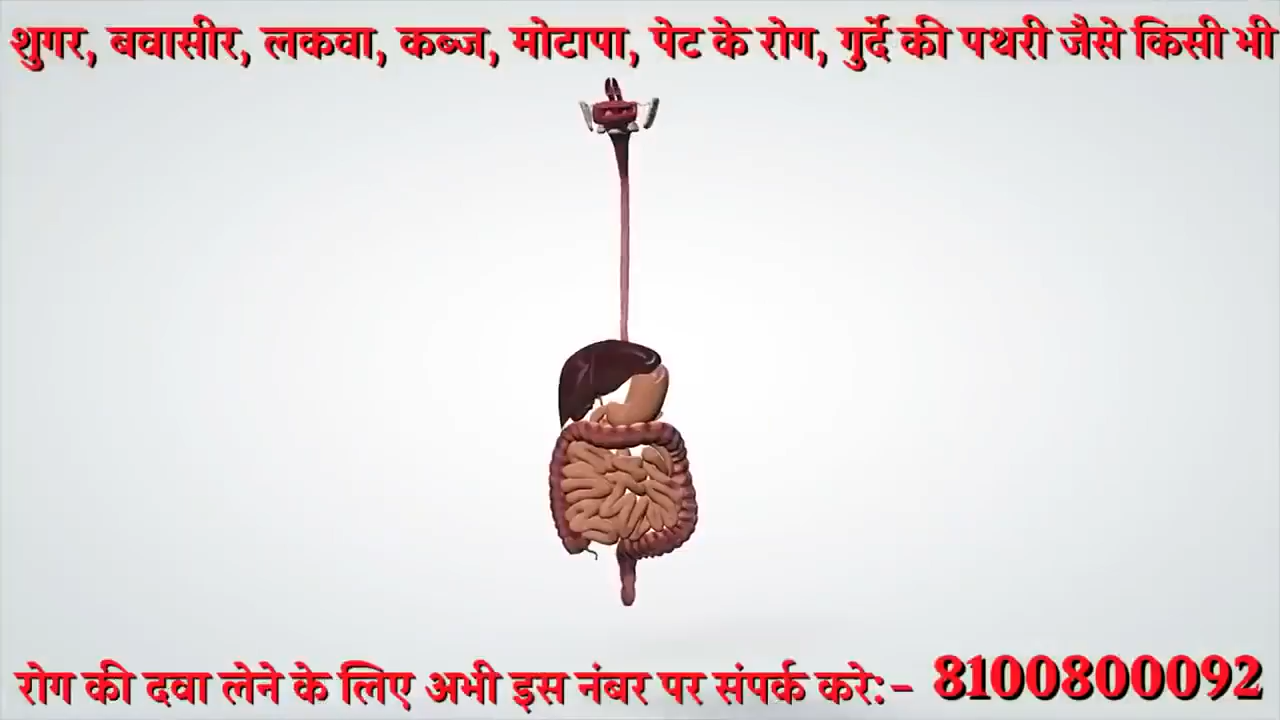 शुगर, बवासीर, लकवा, कब्ज, मोटापा, पेट के रोग, गुर्दे की पथरी जैसे किसी भी
रोग की दवा लेने के लिए अभी इस नंबर पर संपर्क करे:- 8100800092